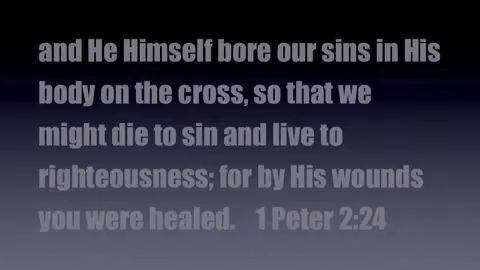 and He Himself bore our sins in His
body on the cross, so that we
might die to sin and live to
righteousness; for by His wounds
you were healed.    1 Peter 2:24